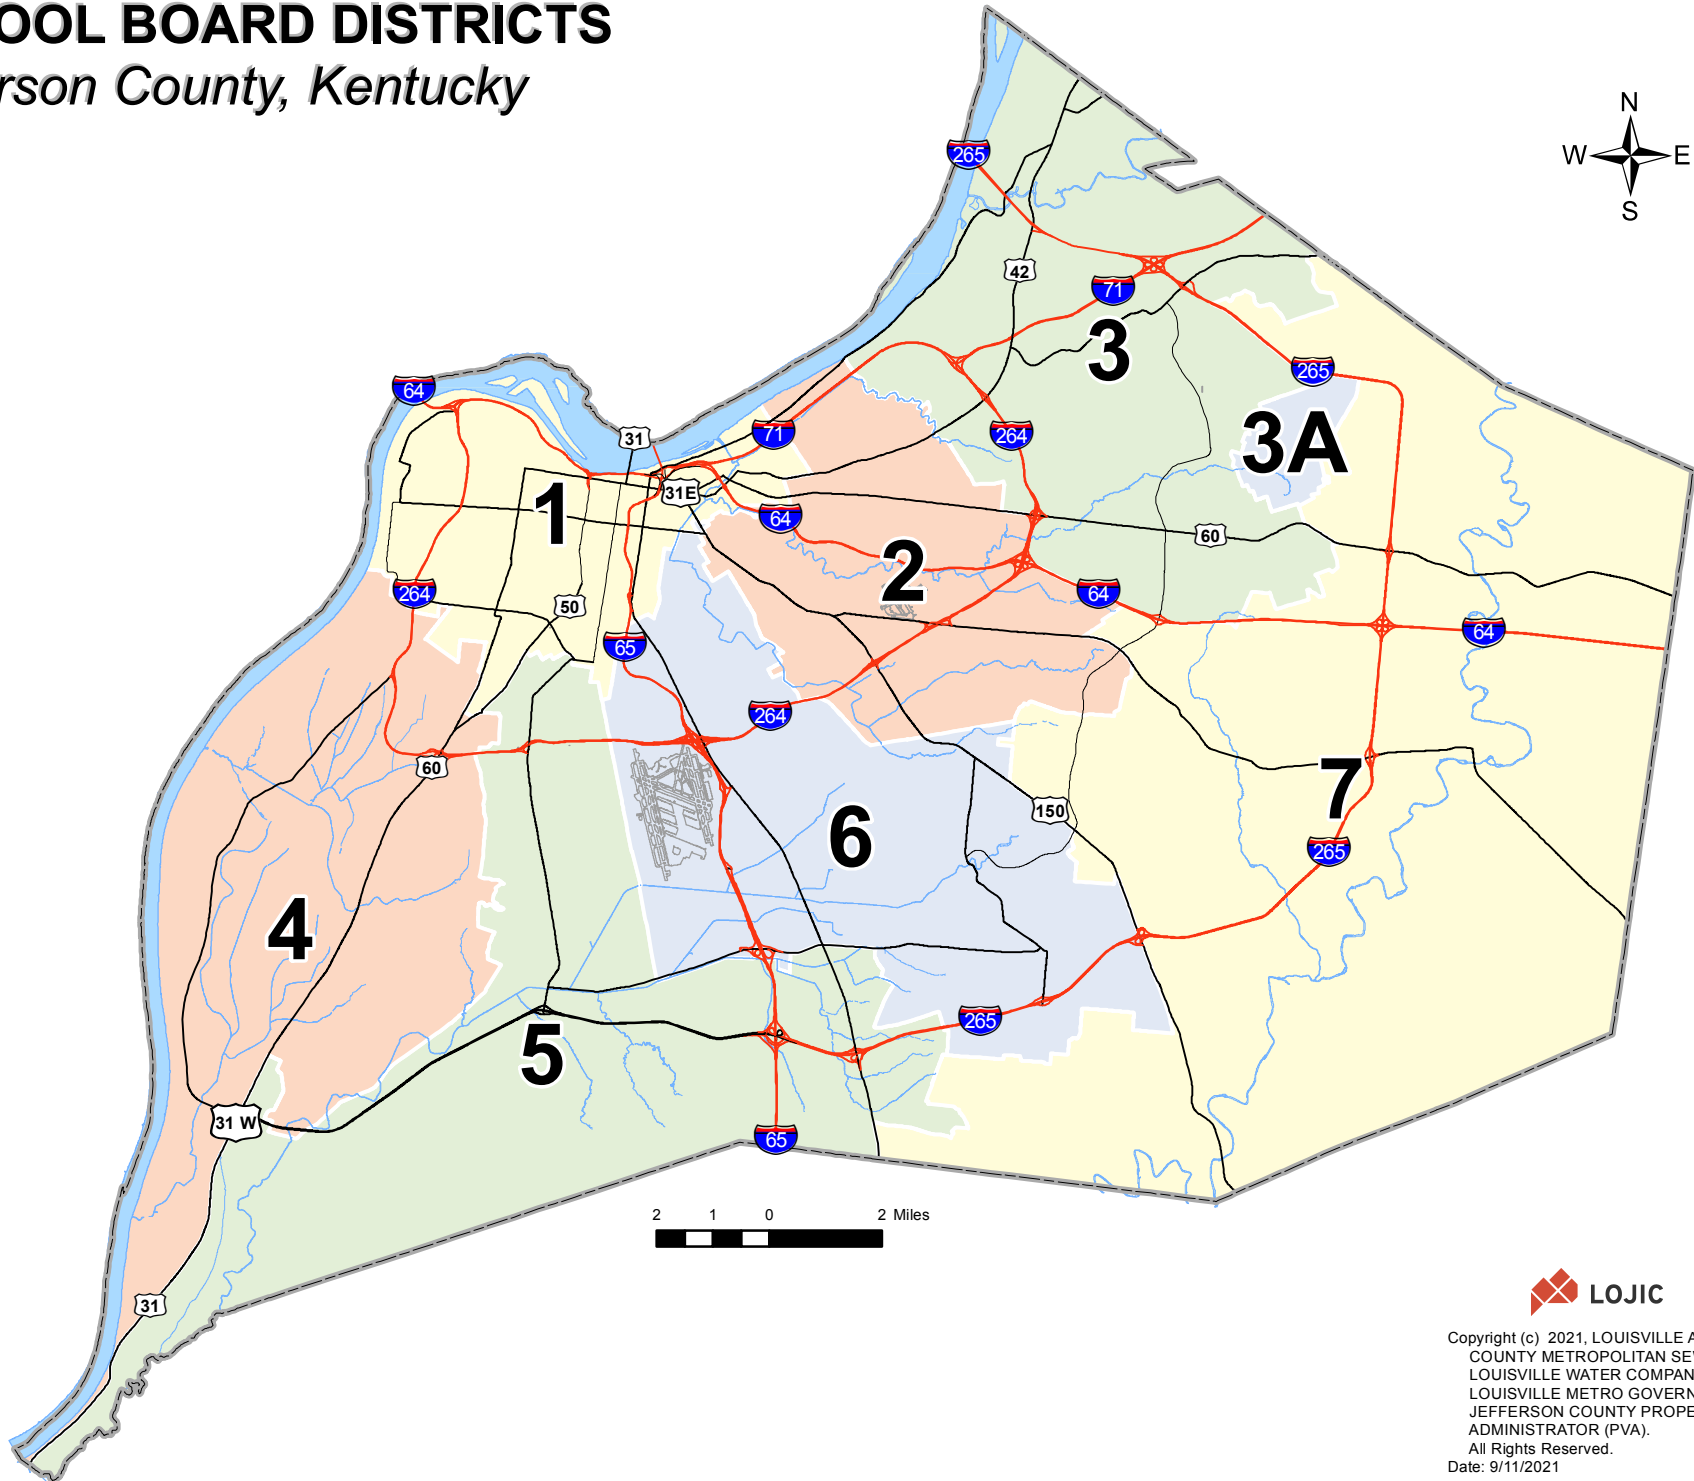 OOL BOARD DISTRICTS
rson County, Kentucky
N
W E
S
265
42
71
3
265
64
3A
31
71
264
31E
1
64
60
2
264
50
64
64
65
264
60
7
150
6
265
4
265
5
31 W
65
2 1 0 2 Miles
31
LOJIC
Copyright (c) 2021, LOUISVILLE A
COUNTY METROPOLITAN SE
LOUISVILLE WATER COMPAN
LOUISVILLE METRO GOVERN
JEFFERSON COUNTY PROPE
ADMINISTRATOR (PVA).
All Rights Reserved.
Date: 9/11/2021